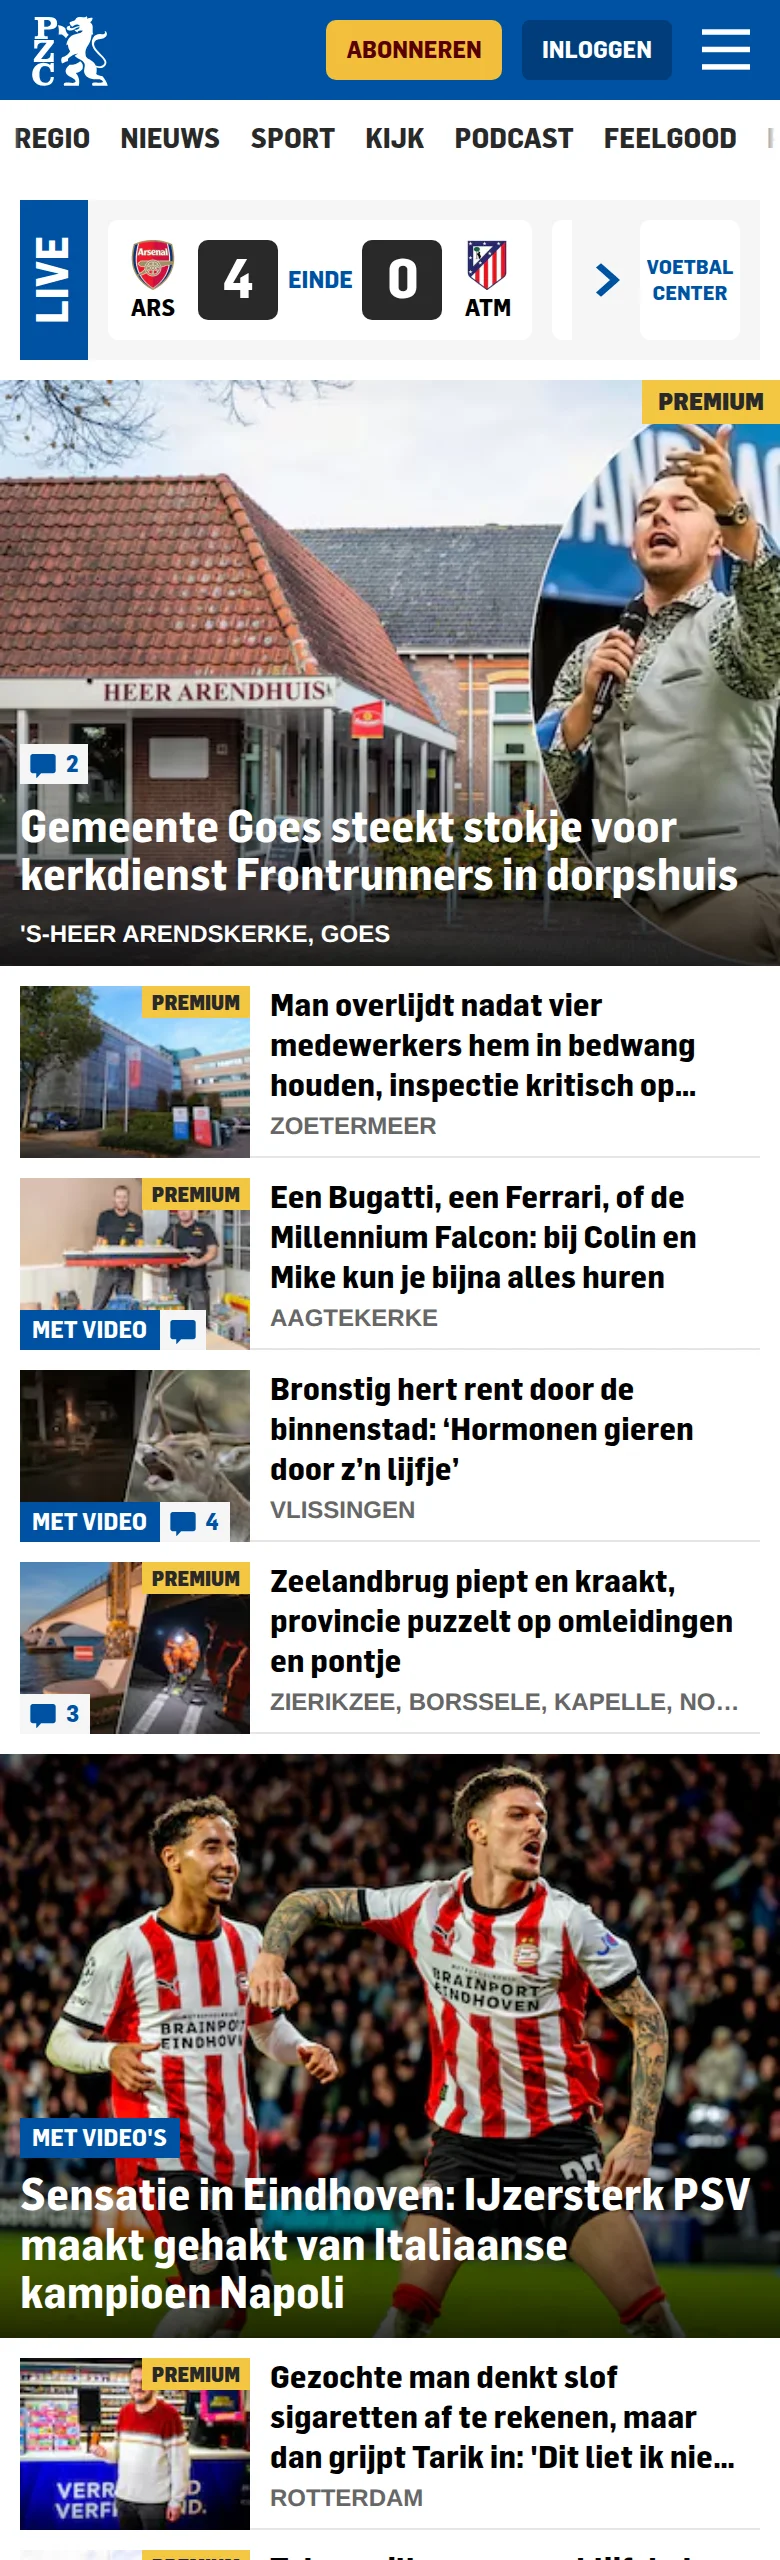 PZC
ABONNEREN
INLOGGEN
REGIO NIEUWS SPORT KIJK PODCAST FEELGOOD
LIVE
Arsenal
ARS
4
EINDE
0
ATM
VOETBAL
CENTER
PREMIUM
HEER ARENDHUIS
2
Gemeente Goes steekt stokje voor
kerkdienst Frontrunners in dorpshuis
'S-HEER ARENDSKERKE, GOES
PREMIUM
Man overlijdt nadat vier
medewerkers hem in bedwang
houden, inspectie kritisch op...
ZOETERMEER
PREMIUM
MET VIDEO
Een Bugatti, een Ferrari, of de
Millennium Falcon: bij Colin en
Mike kun je bijna alles huren
AAGTEKERKE
MET VIDEO
4
Bronstig hert rent door de
binnenstad: ‘Hormonen gieren
door z’n lijfje’
VLISSINGEN
PREMIUM
3
Zeelandbrug piept en kraakt,
provincie puzzelt op omleidingen
en pontje
ZIERIKZEE, BORSSELE, KAPELLE, NO...
BRAINPORT
EINDHOVEN
BRAINPORT
EINDHOVEN
MET VIDEO'S
Sensatie in Eindhoven: IJzersterk PSV
maakt gehakt van Italiaanse
kampioen Napoli
PREMIUM
Gezochte man denkt slof
sigaretten af te rekenen, maar
dan grijpt Tarik in: 'Dit liet ik nie...
ROTTERDAM